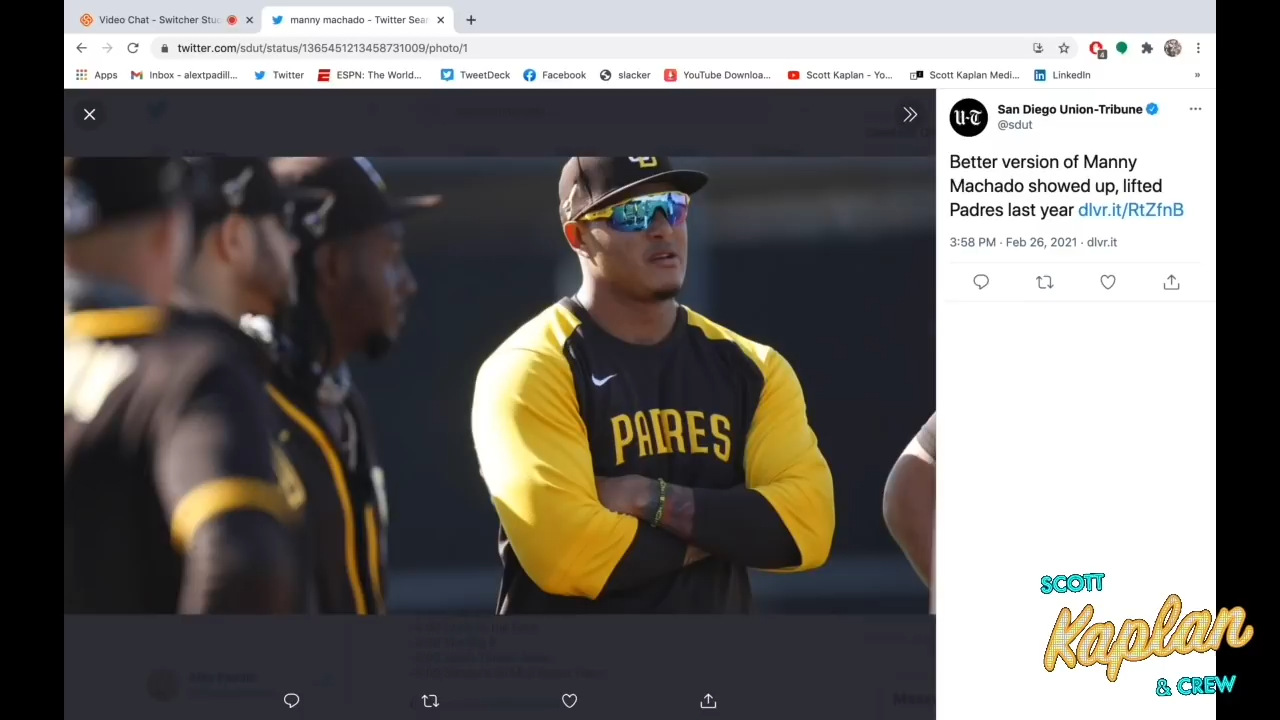 Video Chat - Switcher Stu
manny machado - Twitter Sear
twitter.com/sdut/status/1365451213458731009/photo/1
4
Apps
Inbox - alextpadill...
Twitter
ESPN: The World...
TweetDeck
Facebook
slacker
YouTube Downloa...
Scott Kaplan - Yo...
Scott Kaplan Medi...
LinkedIn
»
U-T
San Diego Union-Tribune
@sdut
Better version of Manny
Machado showed up, lifted
Padres last year dlvr.it/RtZfnB
3:58 PM · Feb 26, 2021 · dlvr.it
PADRES
SCOTT
Kaplan
& CREW